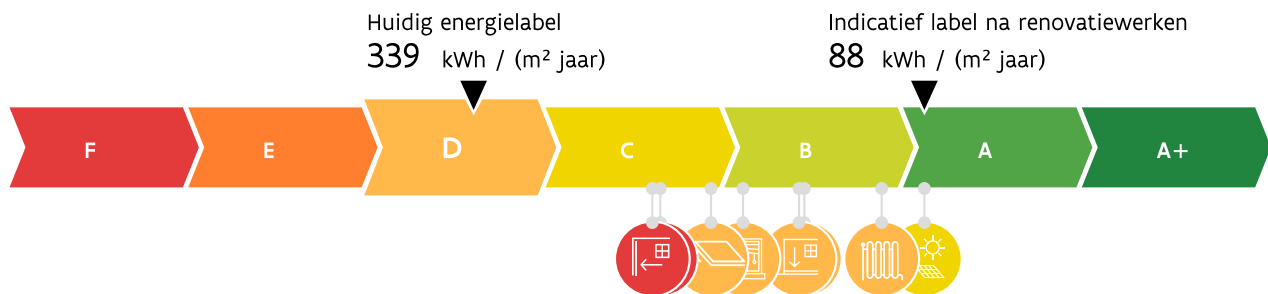 Huidig energielabel
339 kWh / (m² jaar)
Indicatief label na renovatiewerken
88 kWh / (m² jaar)
F E D C B A A+